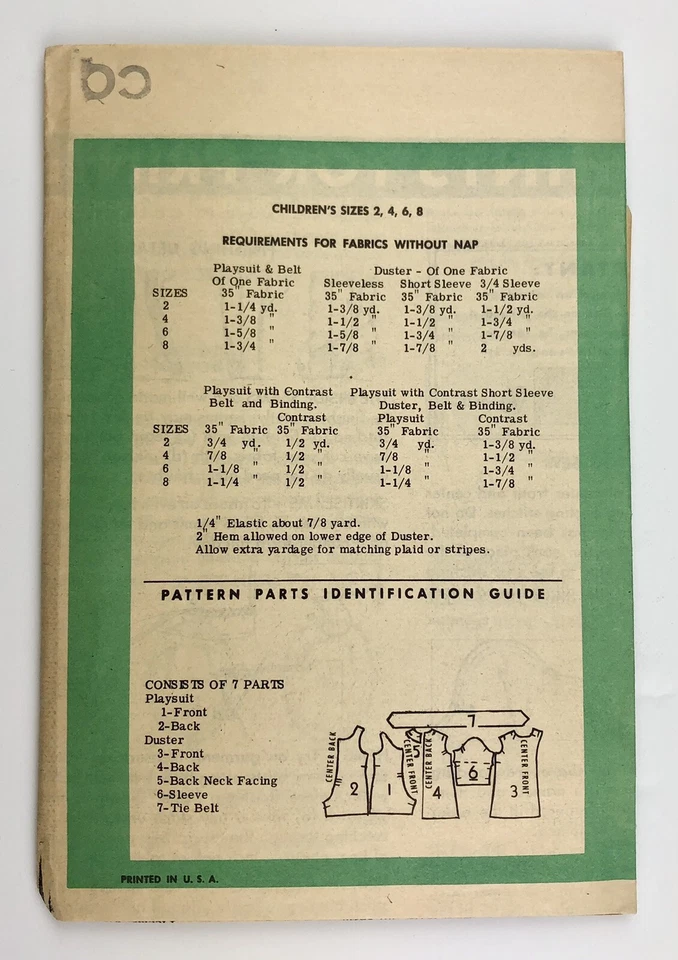 CHILDREN'S SIZES 2, 4, 6, 8
REQUIREMENTS FOR FABRICS WITHOUT NAP
Playsuit & Belt Duster - Of One Fabric
Of One Fabric Sleeveless Short Sleeve 3/4 Sleeve
SIZES 35" Fabric 35" Fabric 35" Fabric 35" Fabric
2 1-1/4 yd. 1-3/8 yd. 1-3/8 yd. 1-1/2 yd.
4 1-3/8 " 1-1/2 " 1-1/2 " 1-3/4 "
6 1-5/8 " 1-5/8 " 1-3/4 " 1-7/8 "
8 1-3/4 " 1-7/8 " 1-7/8 " 2 yds.
Playsuit with Contrast Playsuit with Contrast Short Sleeve
Belt and Binding. Duster, Belt & Binding.
Contrast Playsuit Contrast
SIZES 35" Fabric 35" Fabric 35" Fabric 35" Fabric
2 3/4 yd. 1/2 yd. 3/4 yd. 1-3/8 yd.
4 7/8 " 1/2 " 7/8 " 1-1/2 "
6 1-1/8 " 1/2 " 1-1/8 " 1-3/4 "
8 1-1/4 " 1/2 " 1-1/4 " 1-7/8 "
1/4" Elastic about 7/8 yard.
2" Hem allowed on lower edge of Duster.
Allow extra yardage for matching plaid or stripes.
PATTERN PARTS IDENTIFICATION GUIDE
CONSISTS OF 7 PARTS
Playsuit
1-Front
2-Back
Duster
3-Front
4-Back
5-Back Neck Facing
6-Sleeve
7-Tie Belt
7
CENTER BACK
2
1
CENTER FRONT
5
CENTER BACK
4
6
3
CENTER FRONT
PRINTED IN U. S. A.